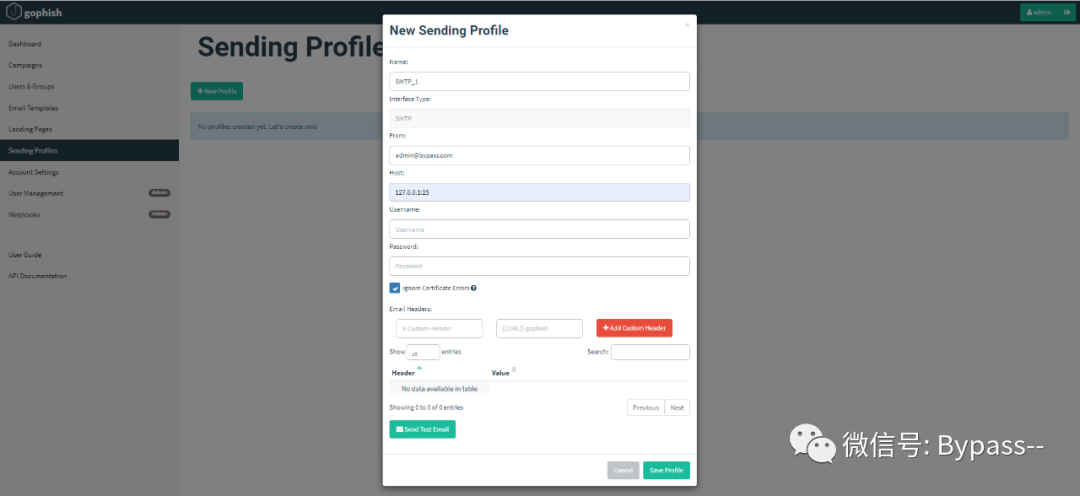 gophish
admin
Dashboard
Campaigns
Users & Groups
Email Templates
Landing Pages
Sending Profiles
Account Settings
User Management Admin
Webhooks Admin
User Guide
API Documentation
Sending Profile
+ New Profile
No profiles created yet. Let's create one!
New Sending Profile
×
Name:
SMTP_1
Interface Type:
SMTP
From:
admin@bypass.com
Host:
127.0.0.1:25
Username:
Username
Password:
Password
Ignore Certificate Errors
Email Headers:
X-Custom-Header {{.URL}}-gophish + Add Custom Header
Show 10 entries Search:
Header Value
No data available in table
Showing 0 to 0 of 0 entries Previous Next
Send Test Email
Cancel Save Profile
微信号: Bypass--